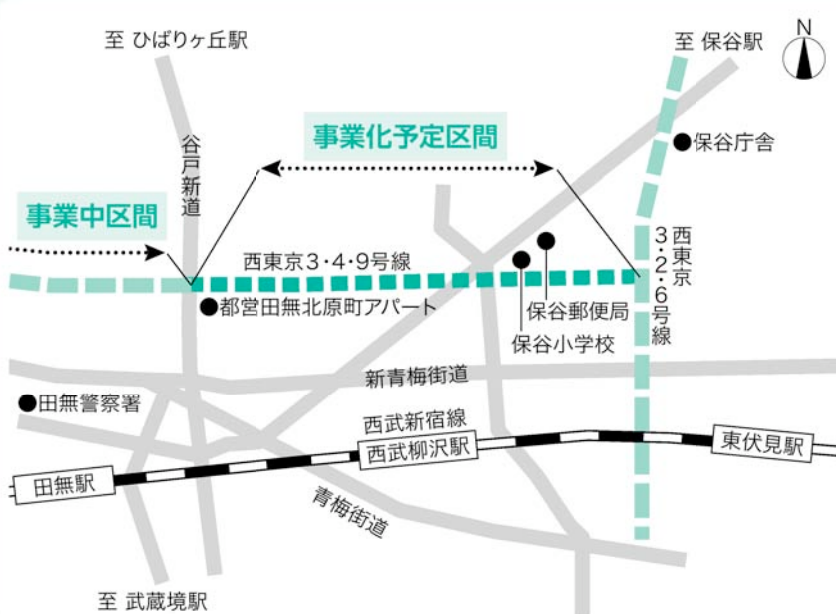 至 ひばりヶ丘駅
至 保谷駅
N
事業化予定区間
谷戸新道
保谷庁舎
事業中区間
西東京3・4・9号線
西東京
3・2・6号線
都営田無北原町アパート
保谷郵便局
保谷小学校
新青梅街道
田無警察署
西武新宿線
西武柳沢駅
東伏見駅
田無駅
青梅街道
至 武蔵境駅